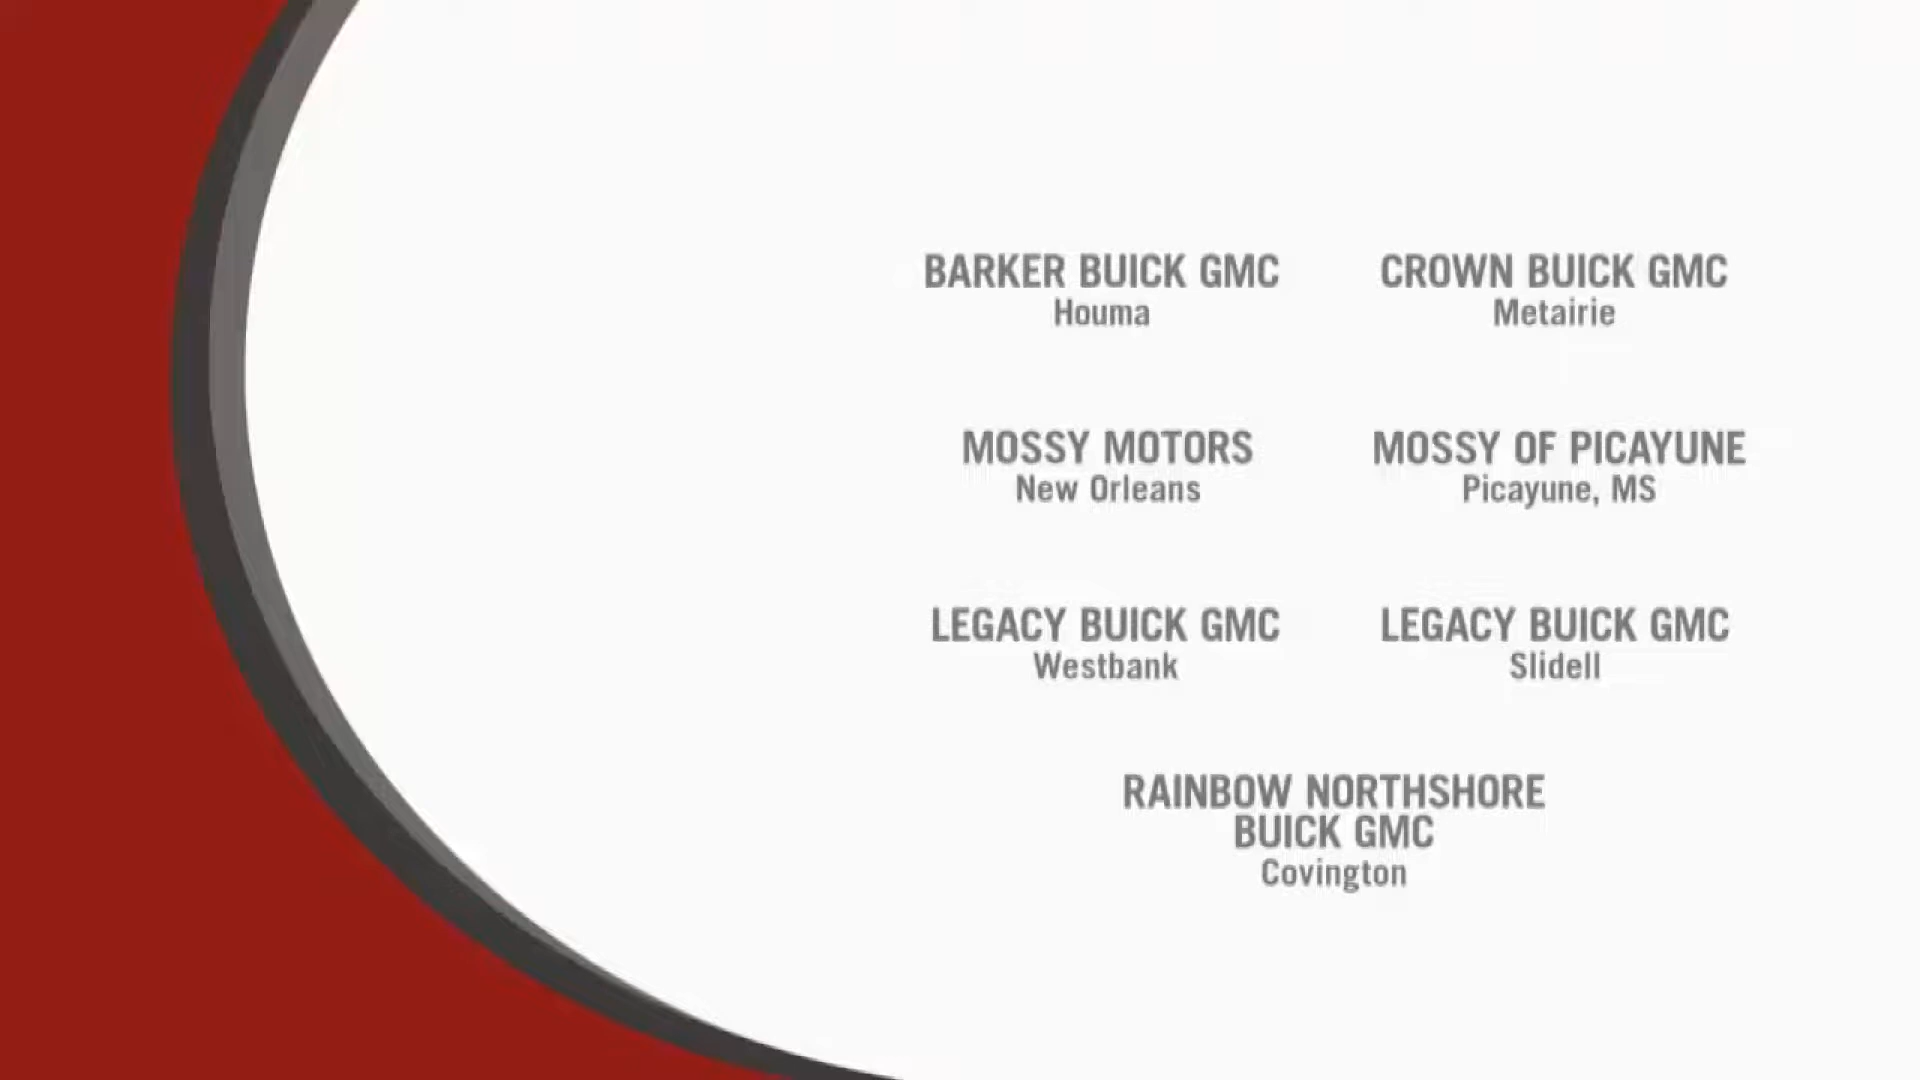 BARKER BUICK GMC
Houma
CROWN BUICK GMC
Metairie
MOSSY MOTORS
New Orleans
MOSSY OF PICAYUNE
Picayune, MS
LEGACY BUICK GMC
Westbank
LEGACY BUICK GMC
Slidell
RAINBOW NORTHSHORE
BUICK GMC
Covington